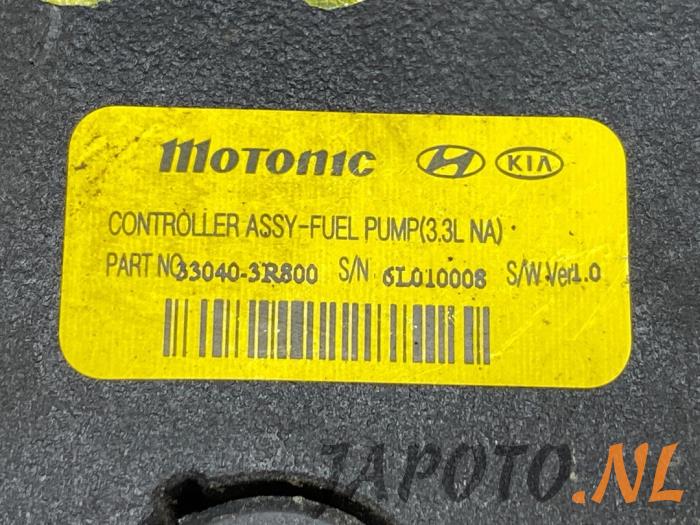 MOTONIC KIA
CONTROLLER ASSY-FUEL PUMP(3.3L NA)
PART NO 33040-3R800 S/N 6L010008 S/W Ver1.0
JAPOTO.NL